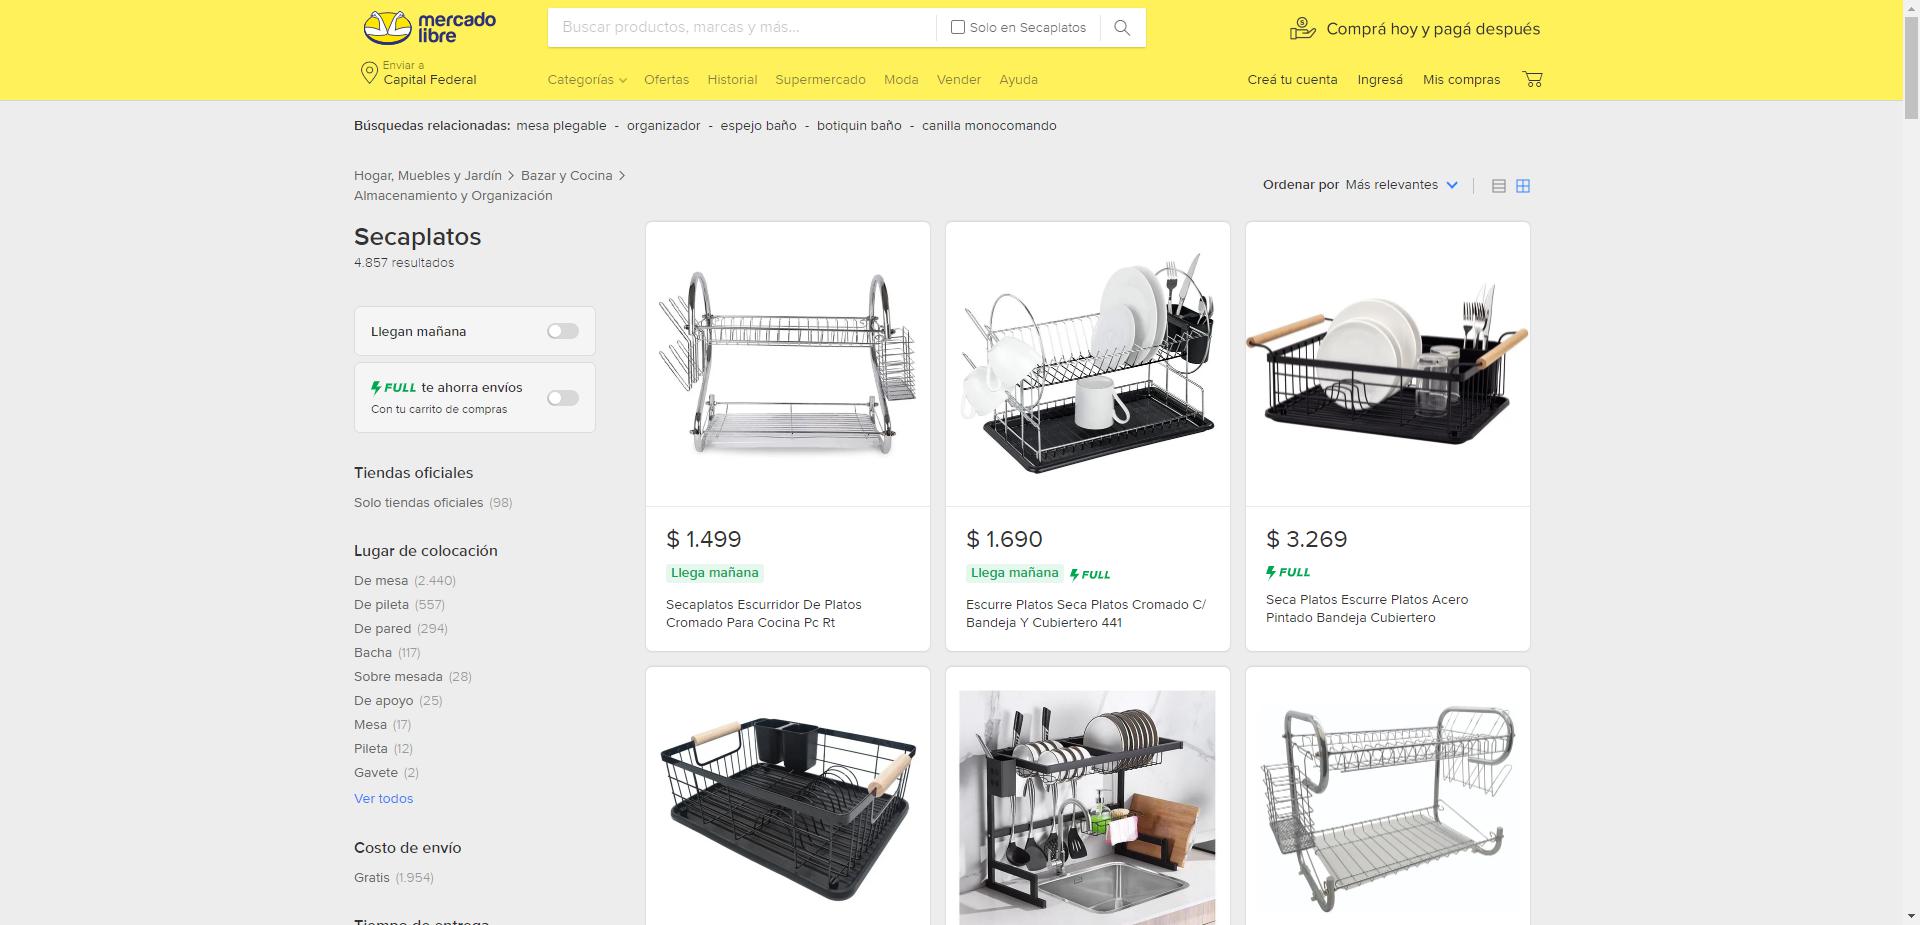 mercado
libre
Buscar productos, marcas y más...
Solo en Secaplatos
Comprá hoy y pagá después
Enviar a
Capital Federal
Categorías
Ofertas
Historial
Supermercado
Moda
Vender
Ayuda
Creá tu cuenta
Ingresá
Mis compras
Búsquedas relacionadas: mesa plegable - organizador - espejo baño - botiquin baño - canilla monocomando
Hogar, Muebles y Jardín > Bazar y Cocina >
Almacenamiento y Organización
Ordenar por Más relevantes
Secaplatos
4.857 resultados
Llegan mañana
FULL te ahorra envíos
Con tu carrito de compras
Tiendas oficiales
Solo tiendas oficiales (98)
Lugar de colocación
De mesa (2.440)
De pileta (557)
De pared (294)
Bacha (117)
Sobre mesada (28)
De apoyo (25)
Mesa (17)
Pileta (12)
Gavete (2)
Ver todos
Costo de envío
Gratis (1.954)
Tiempo de entrega
$ 1.499
Llega mañana
Secaplatos Escurridor De Platos
Cromado Para Cocina Pc Rt
$ 1.690
Llega mañana FULL
Escurre Platos Seca Platos Cromado C/
Bandeja Y Cubiertero 441
$ 3.269
FULL
Seca Platos Escurre Platos Acero
Pintado Bandeja Cubiertero